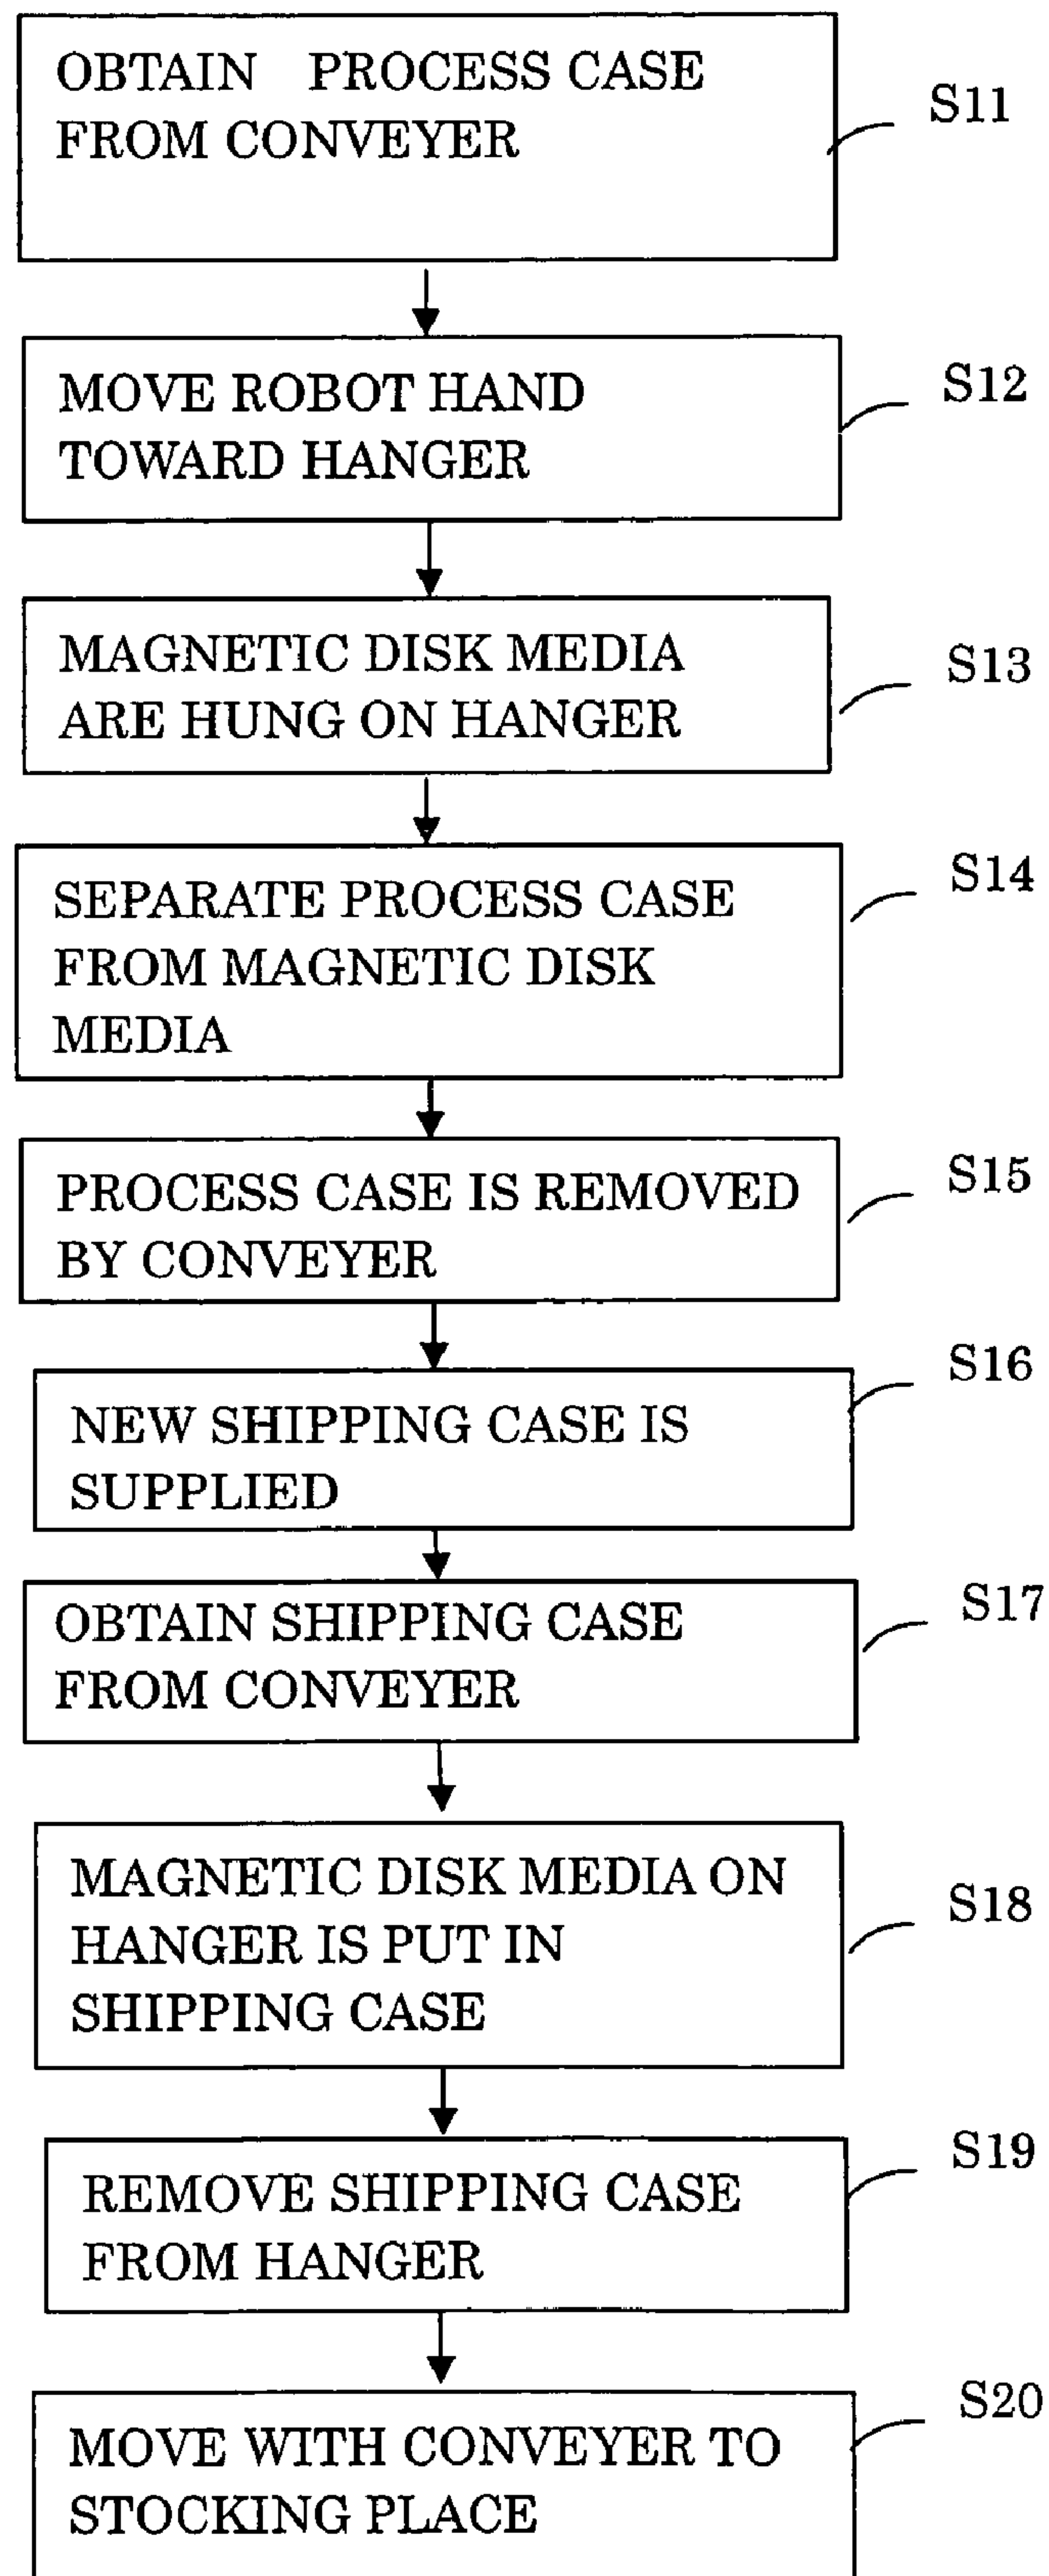 OBTAIN PROCESS CASE
FROM CONVEYER
S11
MOVE ROBOT HAND
TOWARD HANGER
S12
MAGNETIC DISK MEDIA
ARE HUNG ON HANGER
S13
SEPARATE PROCESS CASE
FROM MAGNETIC DISK
MEDIA
S14
PROCESS CASE IS REMOVED
BY CONVEYER
S15
NEW SHIPPING CASE IS
SUPPLIED
S16
OBTAIN SHIPPING CASE
FROM CONVEYER
S17
MAGNETIC DISK MEDIA ON
HANGER IS PUT IN
SHIPPING CASE
S18
REMOVE SHIPPING CASE
FROM HANGER
S19
MOVE WITH CONVEYER TO
STOCKING PLACE
S20